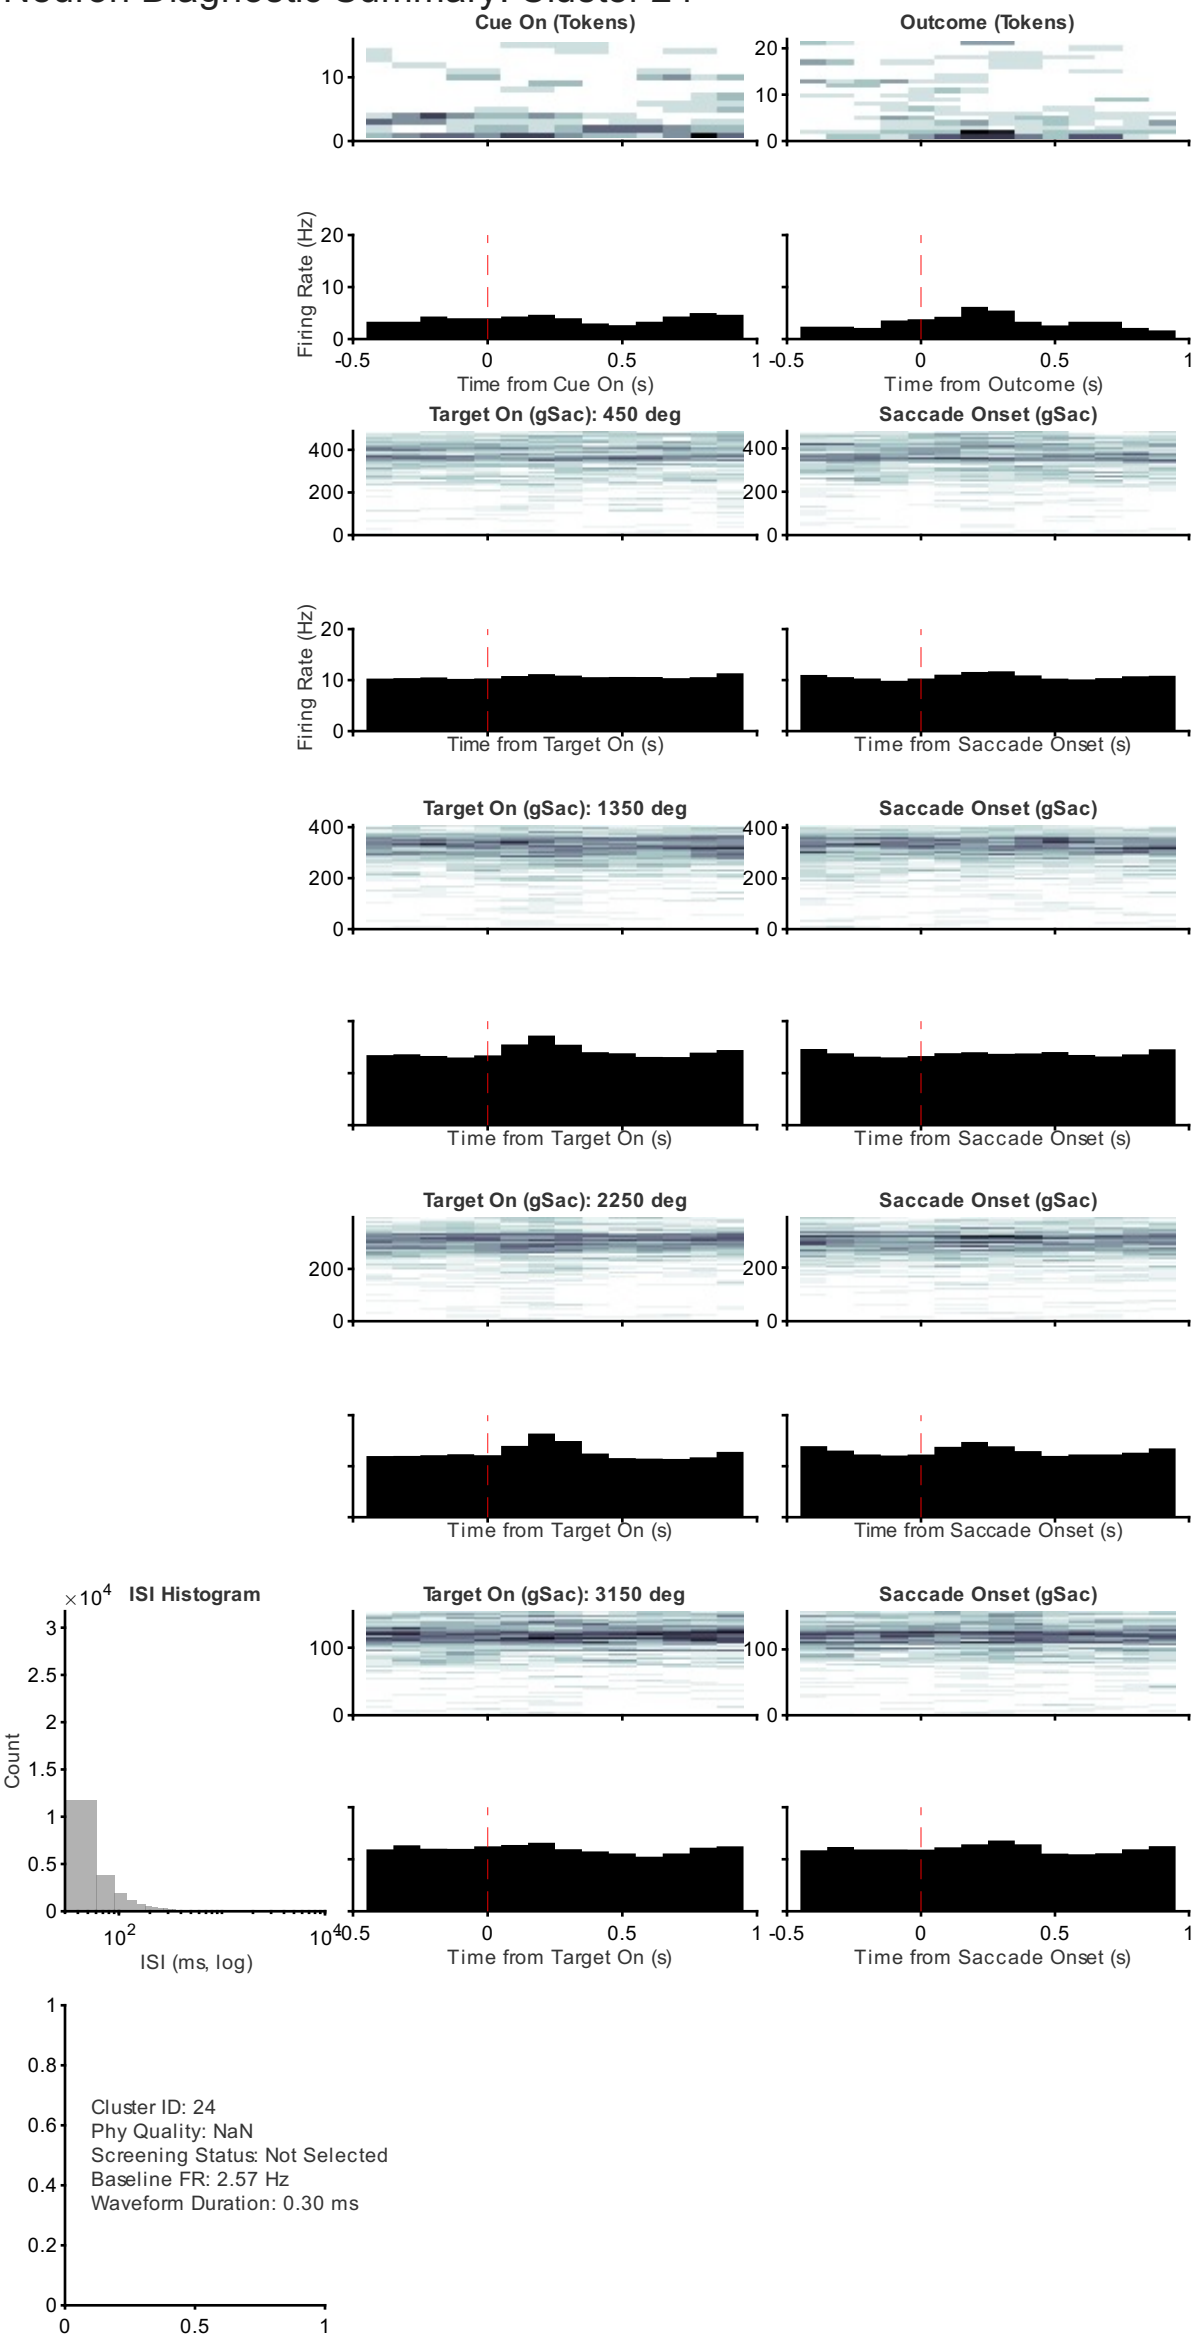 Neuron Diagnostic Summary: Cluster 24
Cue On (Tokens)
Outcome (Tokens)
10
0
20
10
0
Firing Rate (Hz)
20
10
0
-0.5
0
0.5
1
-0.5
0
0.5
1
Time from Cue On (s)
Time from Outcome (s)
Target On (gSac): 450 deg
Saccade Onset (gSac)
400
200
0
400
200
0
Firing Rate (Hz)
20
10
0
Time from Target On (s)
Time from Saccade Onset (s)
Target On (gSac): 1350 deg
Saccade Onset (gSac)
400
200
0
400
200
0
Time from Target On (s)
Time from Saccade Onset (s)
Target On (gSac): 2250 deg
Saccade Onset (gSac)
200
0
200
0
Time from Target On (s)
Time from Saccade Onset (s)
×10^4
ISI Histogram
Target On (gSac): 3150 deg
Saccade Onset (gSac)
3
2.5
2
1.5
1
0.5
0
Count
10^2
10^4
ISI (ms, log)
100
0
100
0
-0.5
0
0.5
1
-0.5
0
0.5
1
Time from Target On (s)
Time from Saccade Onset (s)
1
0.8
0.6
0.4
0.2
0
Cluster ID: 24
Phy Quality: NaN
Screening Status: Not Selected
Baseline FR: 2.57 Hz
Waveform Duration: 0.30 ms
0
0.5
1